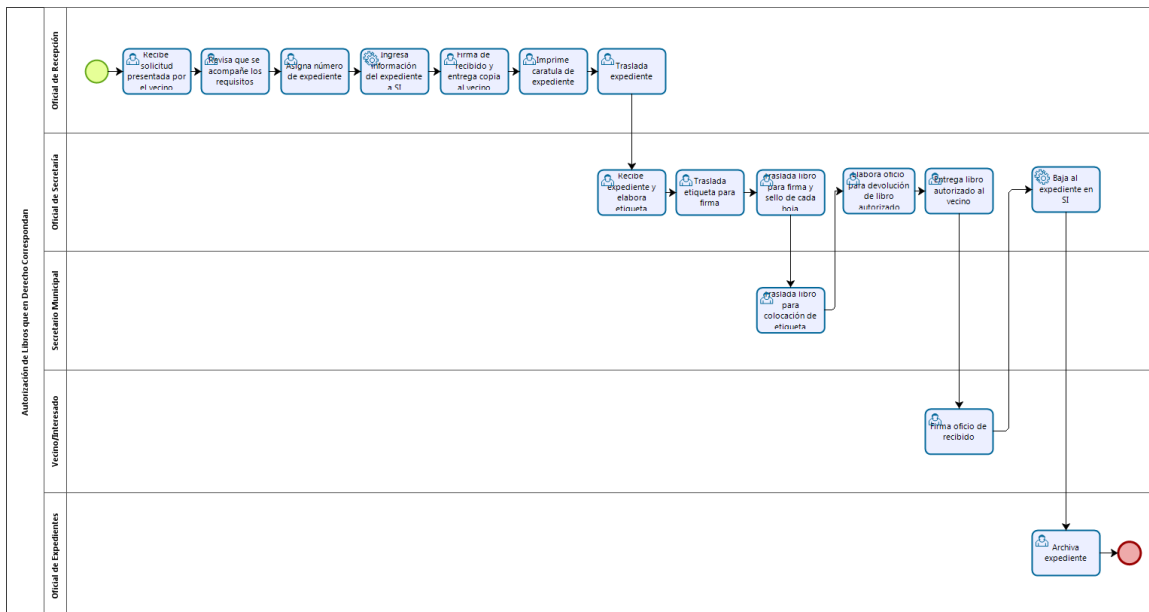 Autorización de Libros que en Derecho Correspondan
Oficial de Recepción
Recibe
solicitud
presentada por
el vecino
Revisa que se
acompañe los
requisitos
Asigna número
de expediente
Ingresa
información
del expediente
a SI
Firma de
recibido y
entrega copia
al vecino
Imprime
caratula de
expediente
Traslada
expediente
Oficial de Secretaría
Recibe
expediente y
elabora
etiqueta
Traslada
etiqueta para
firma
Traslada libro
para firma y
sello de cada
hoja
Elabora oficio
para devolución
de libro
autorizado
Entrega libro
autorizado al
vecino
Baja al
expediente en
SI
Secretario Municipal
Traslada libro
para
colocación de
etiqueta
Vecino/Interesado
Firma oficio de
recibido
Oficial de Expedientes
Archiva
expediente